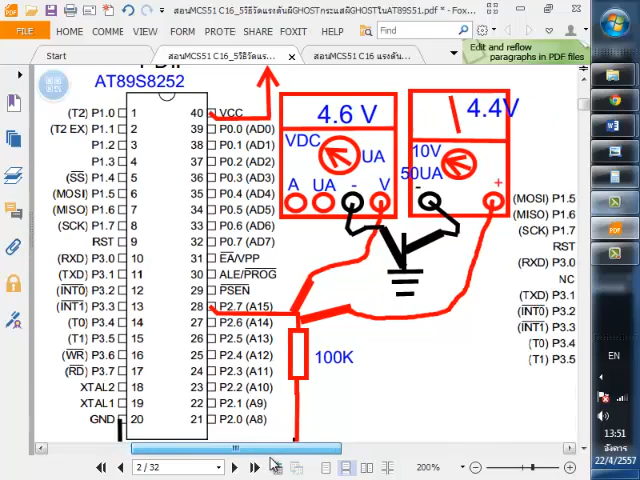 สอนMCS51 C16_5วิธีวัดแรงดันผีGHOSTกระแสผีGHOSTในAT89S51.pdf * - Fox...
FILE HOME COMME VIEW FORM PROTEC SHARE HELP Find
Start สอนMCS51 C16_5วิธีวัดแร... สอนMCS51 C16 แรงดัน...
Edit and reflow
paragraphs in PDF files
AT89S8252
(T2) P1.0 1 40 VCC
(T2 EX) P1.1 2 39 P0.0 (AD0)
P1.2 3 38 P0.1 (AD1)
P1.3 4 37 P0.2 (AD2)
(SS) P1.4 5 36 P0.3 (AD3)
(MOSI) P1.5 6 35 P0.4 (AD4)
(MISO) P1.6 7 34 P0.5 (AD5)
(SCK) P1.7 8 33 P0.6 (AD6)
RST 9 32 P0.7 (AD7)
(RXD) P3.0 10 31 EA/VPP
(TXD) P3.1 11 30 ALE/PROG
(INT0) P3.2 12 29 PSEN
(INT1) P3.3 13 28 P2.7 (A15)
(T0) P3.4 14 27 P2.6 (A14)
(T1) P3.5 15 26 P2.5 (A13)
(WR) P3.6 16 25 P2.4 (A12)
(RD) P3.7 17 24 P2.3 (A11)
XTAL2 18 23 P2.2 (A10)
XTAL1 19 22 P2.1 (A9)
GND 20 21 P2.0 (A8)
4.6 V
VDC
UA
A UA - V
4.4V
10V
50UA
- +
100K
(MOSI) P1.5
(MISO) P1.6
(SCK) P1.7
RST
(RXD) P3.0
NC
(TXD) P3.1
(INT0) P3.2
(INT1) P3.3
(T0) P3.4
(T1) P3.5
2 / 32
200%
EN
13:51
อังคาร
22/4/2557